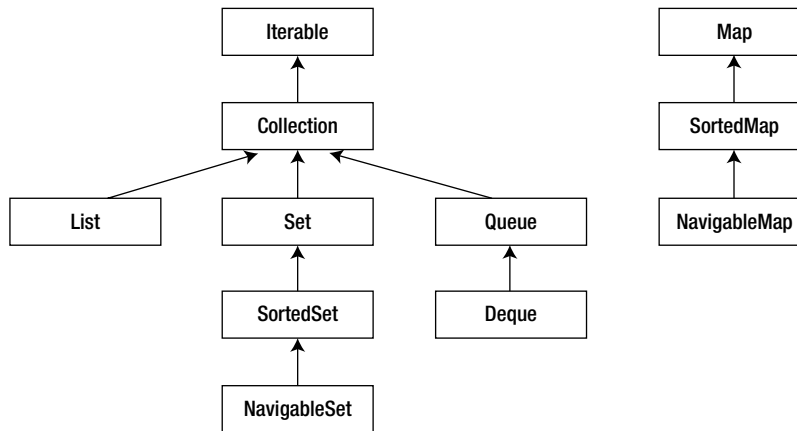 Iterable
Map
Collection
SortedMap
List
Set
Queue
NavigableMap
SortedSet
Deque
NavigableSet